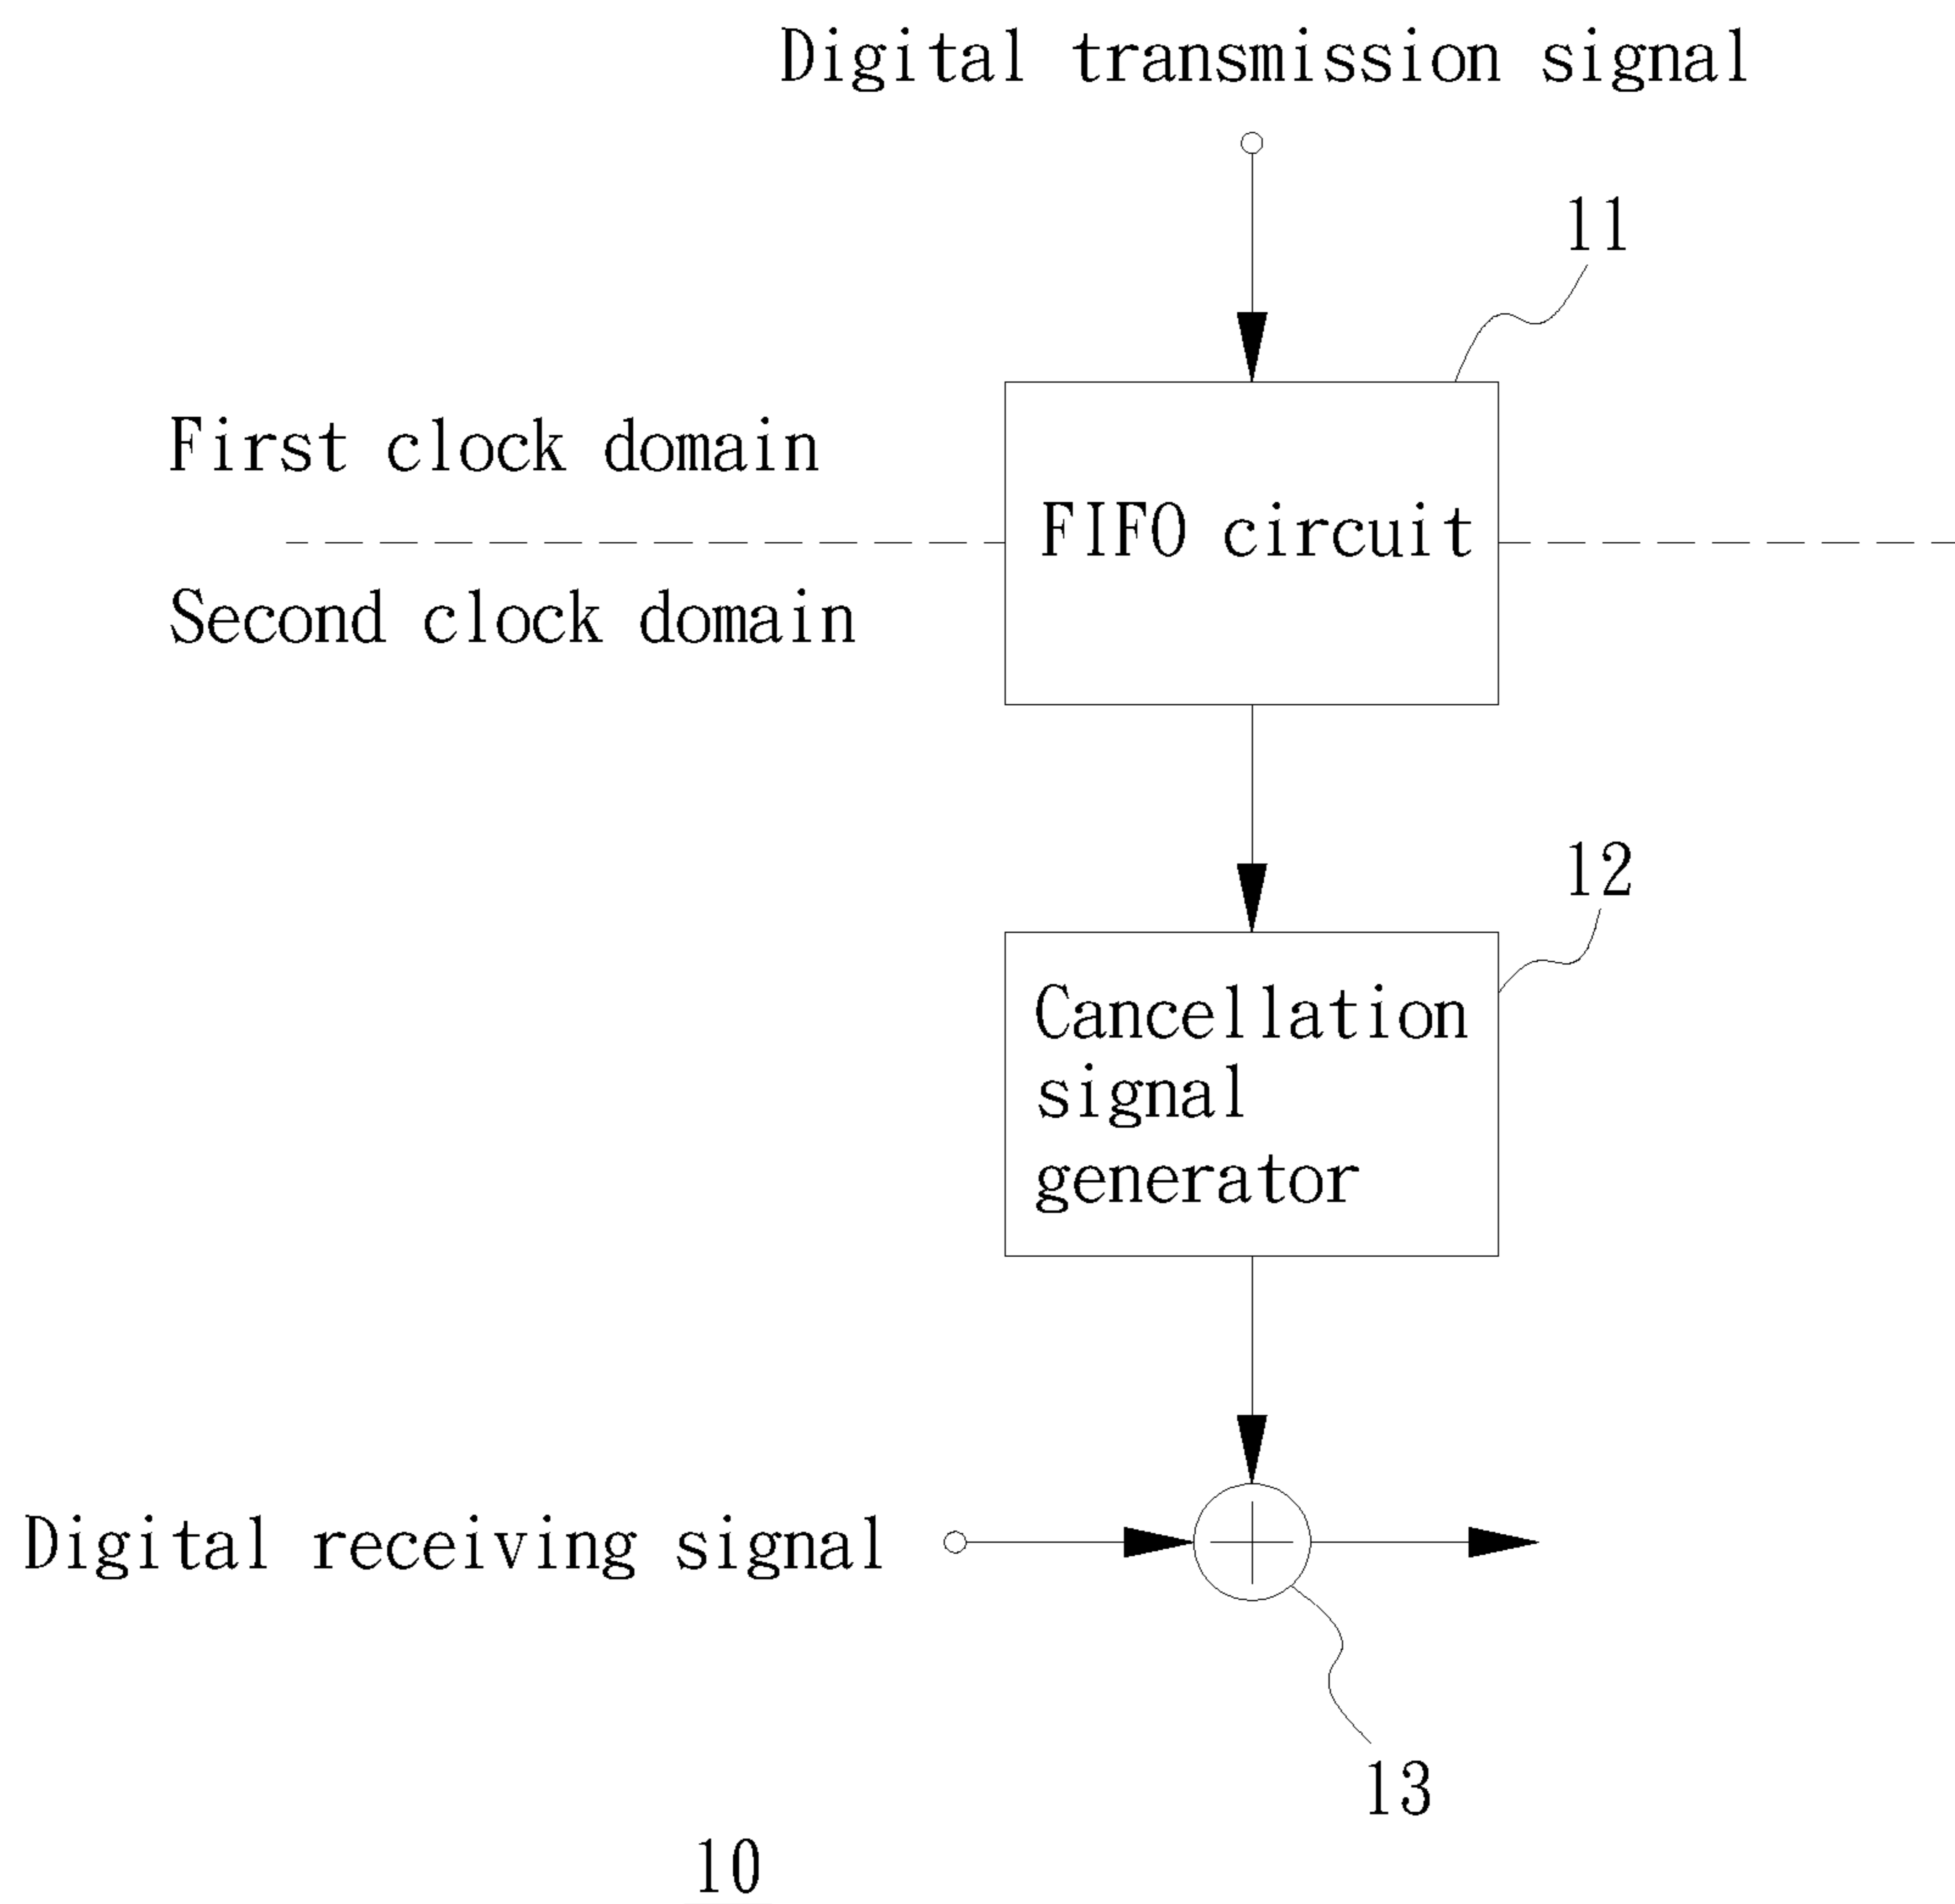 Digital transmission signal
11
First clock domain
FIFO circuit
Second clock domain
12
Cancellation
signal
generator
Digital receiving signal
13
10